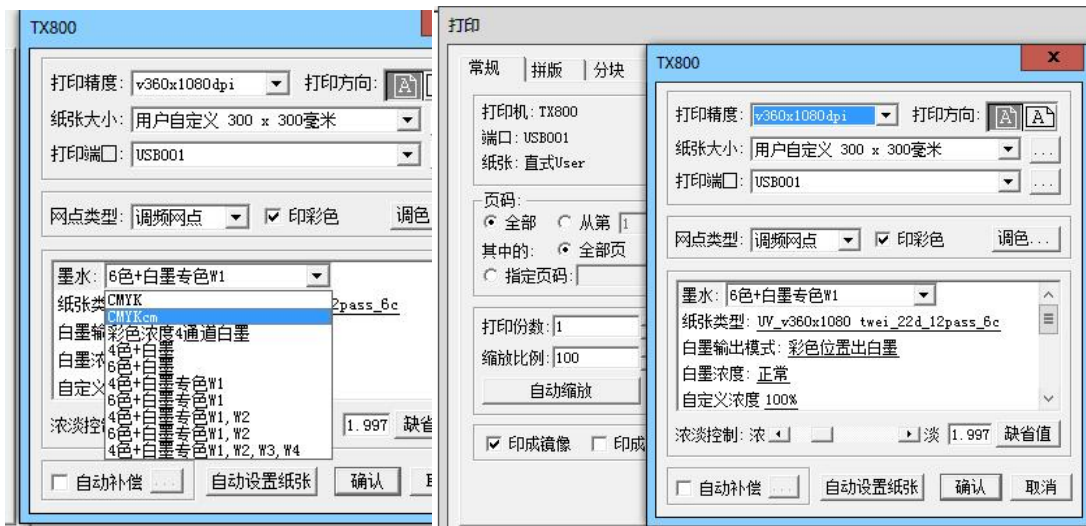 TX800
打印精度: v360x1080dpi 打印方向: A
纸张大小: 用户自定义 300 x 300毫米
打印端口: USB001
网点类型: 调频网点 印彩色 调色
墨水: 6色+白墨专色W1
纸张类 2pass_6c
CMYK
CMYKcm
白墨输 彩色浓度4通道白墨
4色+白墨
白墨浓 6色+白墨
4色+白墨专色W1
自定义 6色+白墨专色W1
4色+白墨专色W1,W2
浓淡控 6色+白墨专色W1,W2 1.997 缺省
4色+白墨专色W1,W2,W3,W4
自动补偿 ... 自动设置纸张 确认
打印
常规 拼版 分块
打印机: TX800
端口: USB001
纸张: 直式User
页码:
全部 从第 1
其中的: 全部页
指定页码:
打印份数: 1
缩放比例: 100
自动缩放
印成镜像 印成
TX800 x
打印精度: v360x1080dpi 打印方向: A A
纸张大小: 用户自定义 300 x 300毫米 ...
打印端口: USB001 ...
网点类型: 调频网点 印彩色 调色...
墨水: 6色+白墨专色W1
纸张类型: UV_v360x1080 twei_22d_12pass_6c
白墨输出模式: 彩色位置出白墨
白墨浓度: 正常
自定义浓度 100%
浓淡控制: 浓 淡 1.997 缺省值
自动补偿 ... 自动设置纸张 确认 取消